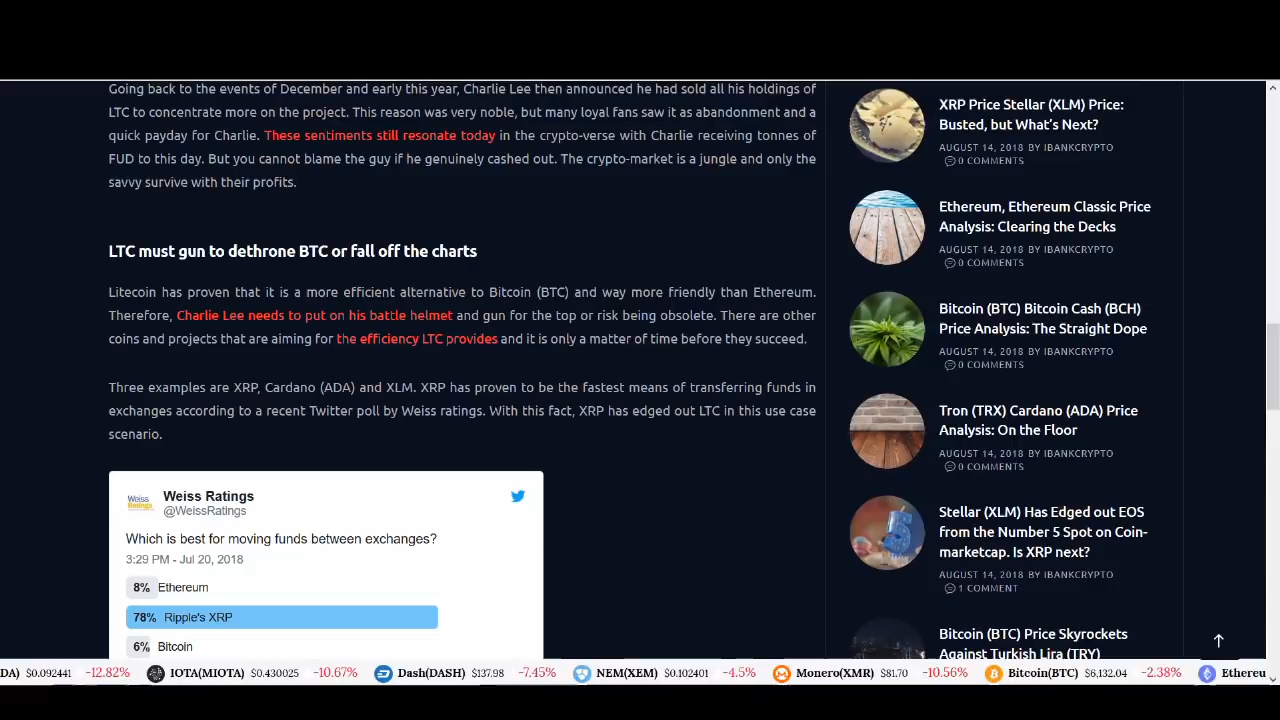 Going back to the events of December and early this year, Charlie Lee then announced he had sold all his holdings of
LTC to concentrate more on the project. This reason was very noble, but many loyal fans saw it as abandonment and a
quick payday for Charlie. These sentiments still resonate today in the crypto-verse with Charlie receiving tonnes of
FUD to this day. But you cannot blame the guy if he genuinely cashed out. The crypto-market is a jungle and only the
savvy survive with their profits.
LTC must gun to dethrone BTC or fall off the charts
Litecoin has proven that it is a more efficient alternative to Bitcoin (BTC) and way more friendly than Ethereum.
Therefore, Charlie Lee needs to put on his battle helmet and gun for the top or risk being obsolete. There are other
coins and projects that are aiming for the efficiency LTC provides and it is only a matter of time before they succeed.
Three examples are XRP, Cardano (ADA) and XLM. XRP has proven to be the fastest means of transferring funds in
exchanges according to a recent Twitter poll by Weiss ratings. With this fact, XRP has edged out LTC in this use case
scenario.
Weiss Ratings
Weiss Ratings
@WeissRatings
Which is best for moving funds between exchanges?
3:29 PM - Jul 20, 2018
8% Ethereum
78% Ripple's XRP
6% Bitcoin
XRP Price Stellar (XLM) Price:
Busted, but What's Next?
AUGUST 14, 2018 BY IBANKCRYPTO
0 COMMENTS
Ethereum, Ethereum Classic Price
Analysis: Clearing the Decks
AUGUST 14, 2018 BY IBANKCRYPTO
0 COMMENTS
Bitcoin (BTC) Bitcoin Cash (BCH)
Price Analysis: The Straight Dope
AUGUST 14, 2018 BY IBANKCRYPTO
0 COMMENTS
Tron (TRX) Cardano (ADA) Price
Analysis: On the Floor
AUGUST 14, 2018 BY IBANKCRYPTO
0 COMMENTS
Stellar (XLM) Has Edged out EOS
from the Number 5 Spot on Coin-
marketcap. Is XRP next?
AUGUST 14, 2018 BY IBANKCRYPTO
1 COMMENT
Bitcoin (BTC) Price Skyrockets
Against Turkish Lira (TRY)
DA) $0.092441 -12.82% IOTA(MIOTA) $0.430025 -10.67% Dash(DASH) $137.98 -7.45% NEM(XEM) $0.102401 -4.5% Monero(XMR) $81.70 -10.56% Bitcoin(BTC) $6,132.04 -2.38% Ethereu